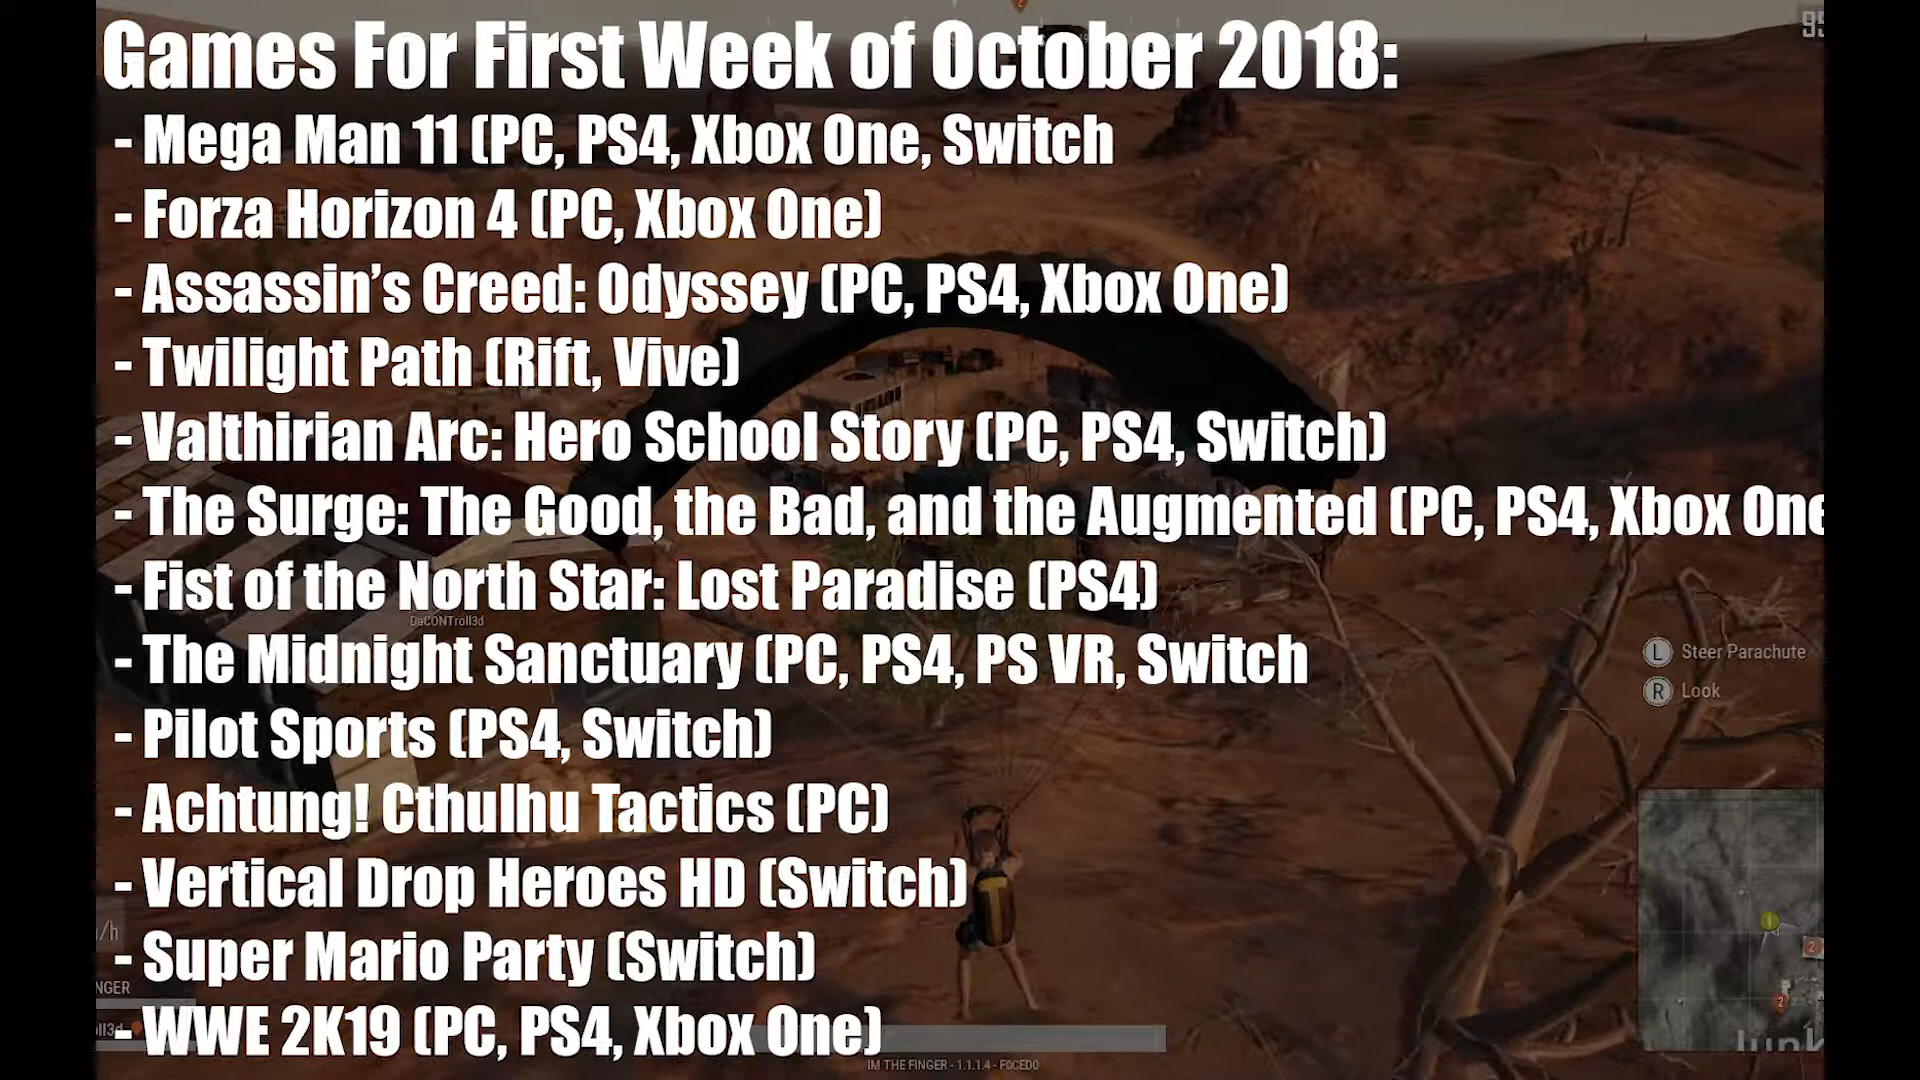 Games For First Week of October 2018:
- Mega Man 11 (PC, PS4, Xbox One, Switch
- Forza Horizon 4 (PC, Xbox One)
- Assassin’s Creed: Odyssey (PC, PS4, Xbox One)
- Twilight Path (Rift, Vive)
- Valthirian Arc: Hero School Story (PC, PS4, Switch)
- The Surge: The Good, the Bad, and the Augmented (PC, PS4, Xbox One
- Fist of the North Star: Lost Paradise (PS4)
DaCONTroll3d
- The Midnight Sanctuary (PC, PS4, PS VR, Switch
L Steer Parachute
R Look
- Pilot Sports (PS4, Switch)
- Achtung! Cthulhu Tactics (PC)
- Vertical Drop Heroes HD (Switch)
- Super Mario Party (Switch)
NGER
- WWE 2K19 (PC, PS4, Xbox One)
IM THE FINGER - 1.1.1.4 - F0CED0